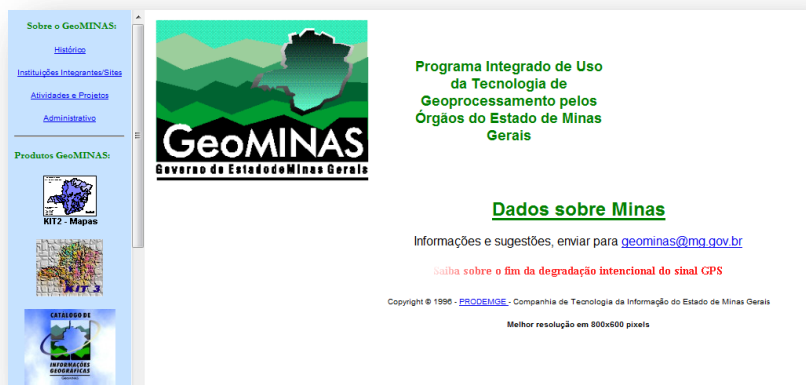 Sobre o GeoMINAS:
Histórico
Instituições Integrantes/Sites
Atividades e Projetos
Administrativo
Produtos GeoMINAS:
KIT2 - Mapas
KIT 3
CATALOGO DE
INFORMAÇÕES
GEOGRÁFICAS
GeoMINAS
Governo do Estado de Minas Gerais
Programa Integrado de Uso
da Tecnologia de
Geoprocessamento pelos
Órgãos do Estado de Minas
Gerais
Dados sobre Minas
Informações e sugestões, enviar para geominas@mg.gov.br
Saiba sobre o fim da degradação intencional do sinal GPS
Copyright © 1996 - PRODEMGE - Companhia de Tecnologia da Informação do Estado de Minas Gerais
Melhor resolução em 800x600 pixels